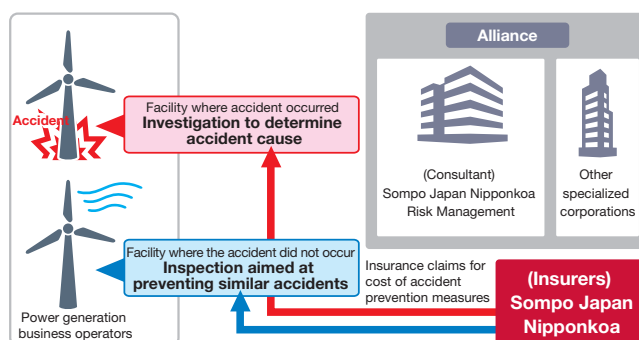 Accident
Facility where accident occurred
Investigation to determine
accident cause
Facility where the accident did not occur
Inspection aimed at
preventing similar accidents
Power generation
business operators
Alliance
(Consultant)
Sompo Japan Nipponkoa
Risk Management
Other
specialized
corporations
Insurance claims for
cost of accident
prevention measures
(Insurers)
Sompo Japan
Nipponkoa